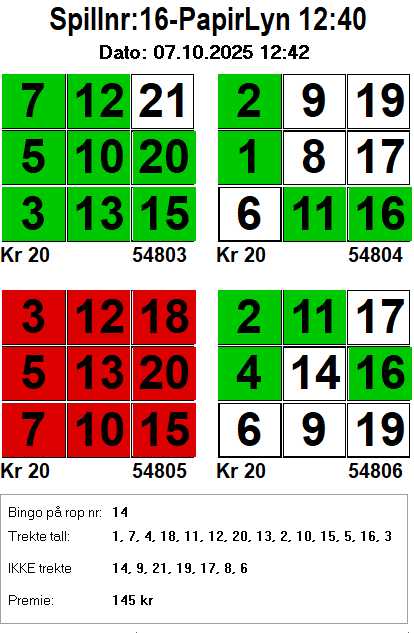 Spillnr:16-PapirLyn 12:40
Dato: 07.10.2025 12:42
7 12 21
5 10 20
3 13 15
Kr 20 54803
2 9 19
1 8 17
6 11 16
Kr 20 54804
3 12 18
5 13 20
7 10 15
Kr 20 54805
2 11 17
4 14 16
6 9 19
Kr 20 54806
Bingo på rop nr: 14
Trekte tall: 1, 7, 4, 18, 11, 12, 20, 13, 2, 10, 15, 5, 16, 3
IKKE trekte 14, 9, 21, 19, 17, 8, 6
Premie: 145 kr